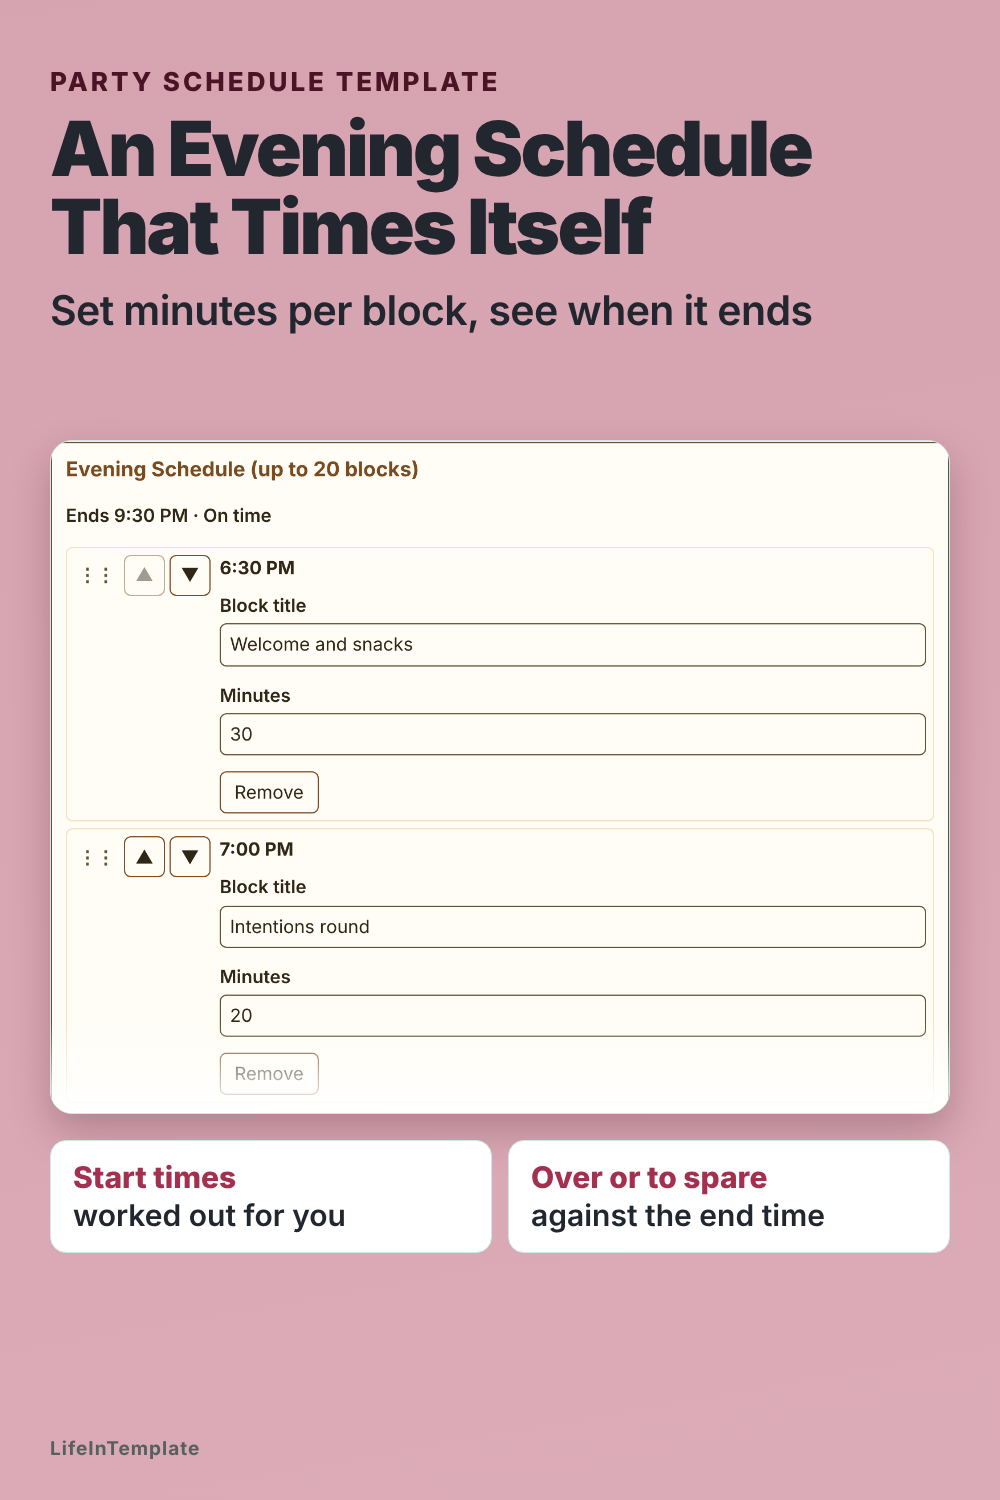 PARTY SCHEDULE TEMPLATE
An Evening Schedule
That Times Itself
Set minutes per block, see when it ends
Evening Schedule (up to 20 blocks)
Ends 9:30 PM · On time
6:30 PM
Block title
Welcome and snacks
Minutes
30
Remove
7:00 PM
Block title
Intentions round
Minutes
20
Remove
Start times
worked out for you
Over or to spare
against the end time
LifeInTemplate